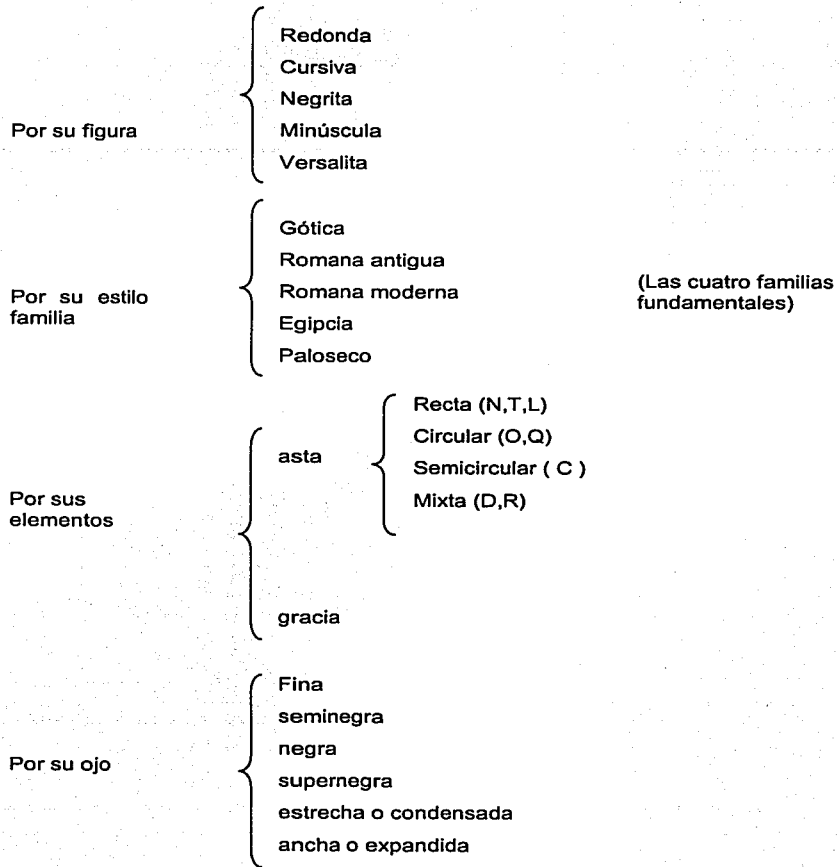 Por su figura
Redonda
Cursiva
Negrita
Minúscula
Versalita
Por su estilo
familia
Gótica
Romana antigua
Romana moderna
Egipcia
Paloseco
(Las cuatro familias
fundamentales)
Por sus
elementos
asta
Recta (N,T,L)
Circular (O,Q)
Semicircular ( C )
Mixta (D,R)
gracia
Por su ojo
Fina
seminegra
negra
supernegra
estrecha o condensada
ancha o expandida